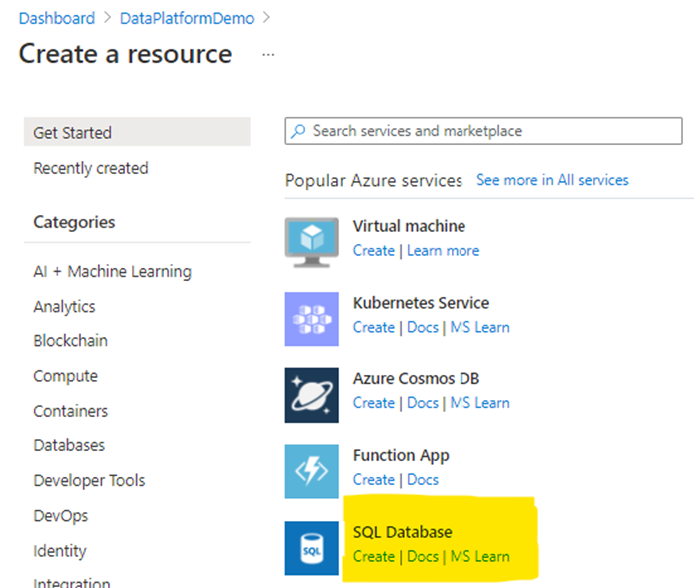 Dashboard > DataPlatformDemo >
Create a resource ...
Get Started
Recently created
Categories
AI + Machine Learning
Analytics
Blockchain
Compute
Containers
Databases
Developer Tools
DevOps
Identity
Integration
Search services and marketplace
Popular Azure services See more in All services
Virtual machine
Create | Learn more
Kubernetes Service
Create | Docs | MS Learn
Azure Cosmos DB
Create | Docs | MS Learn
Function App
Create | Docs
SQL
SQL Database
Create | Docs | MS Learn